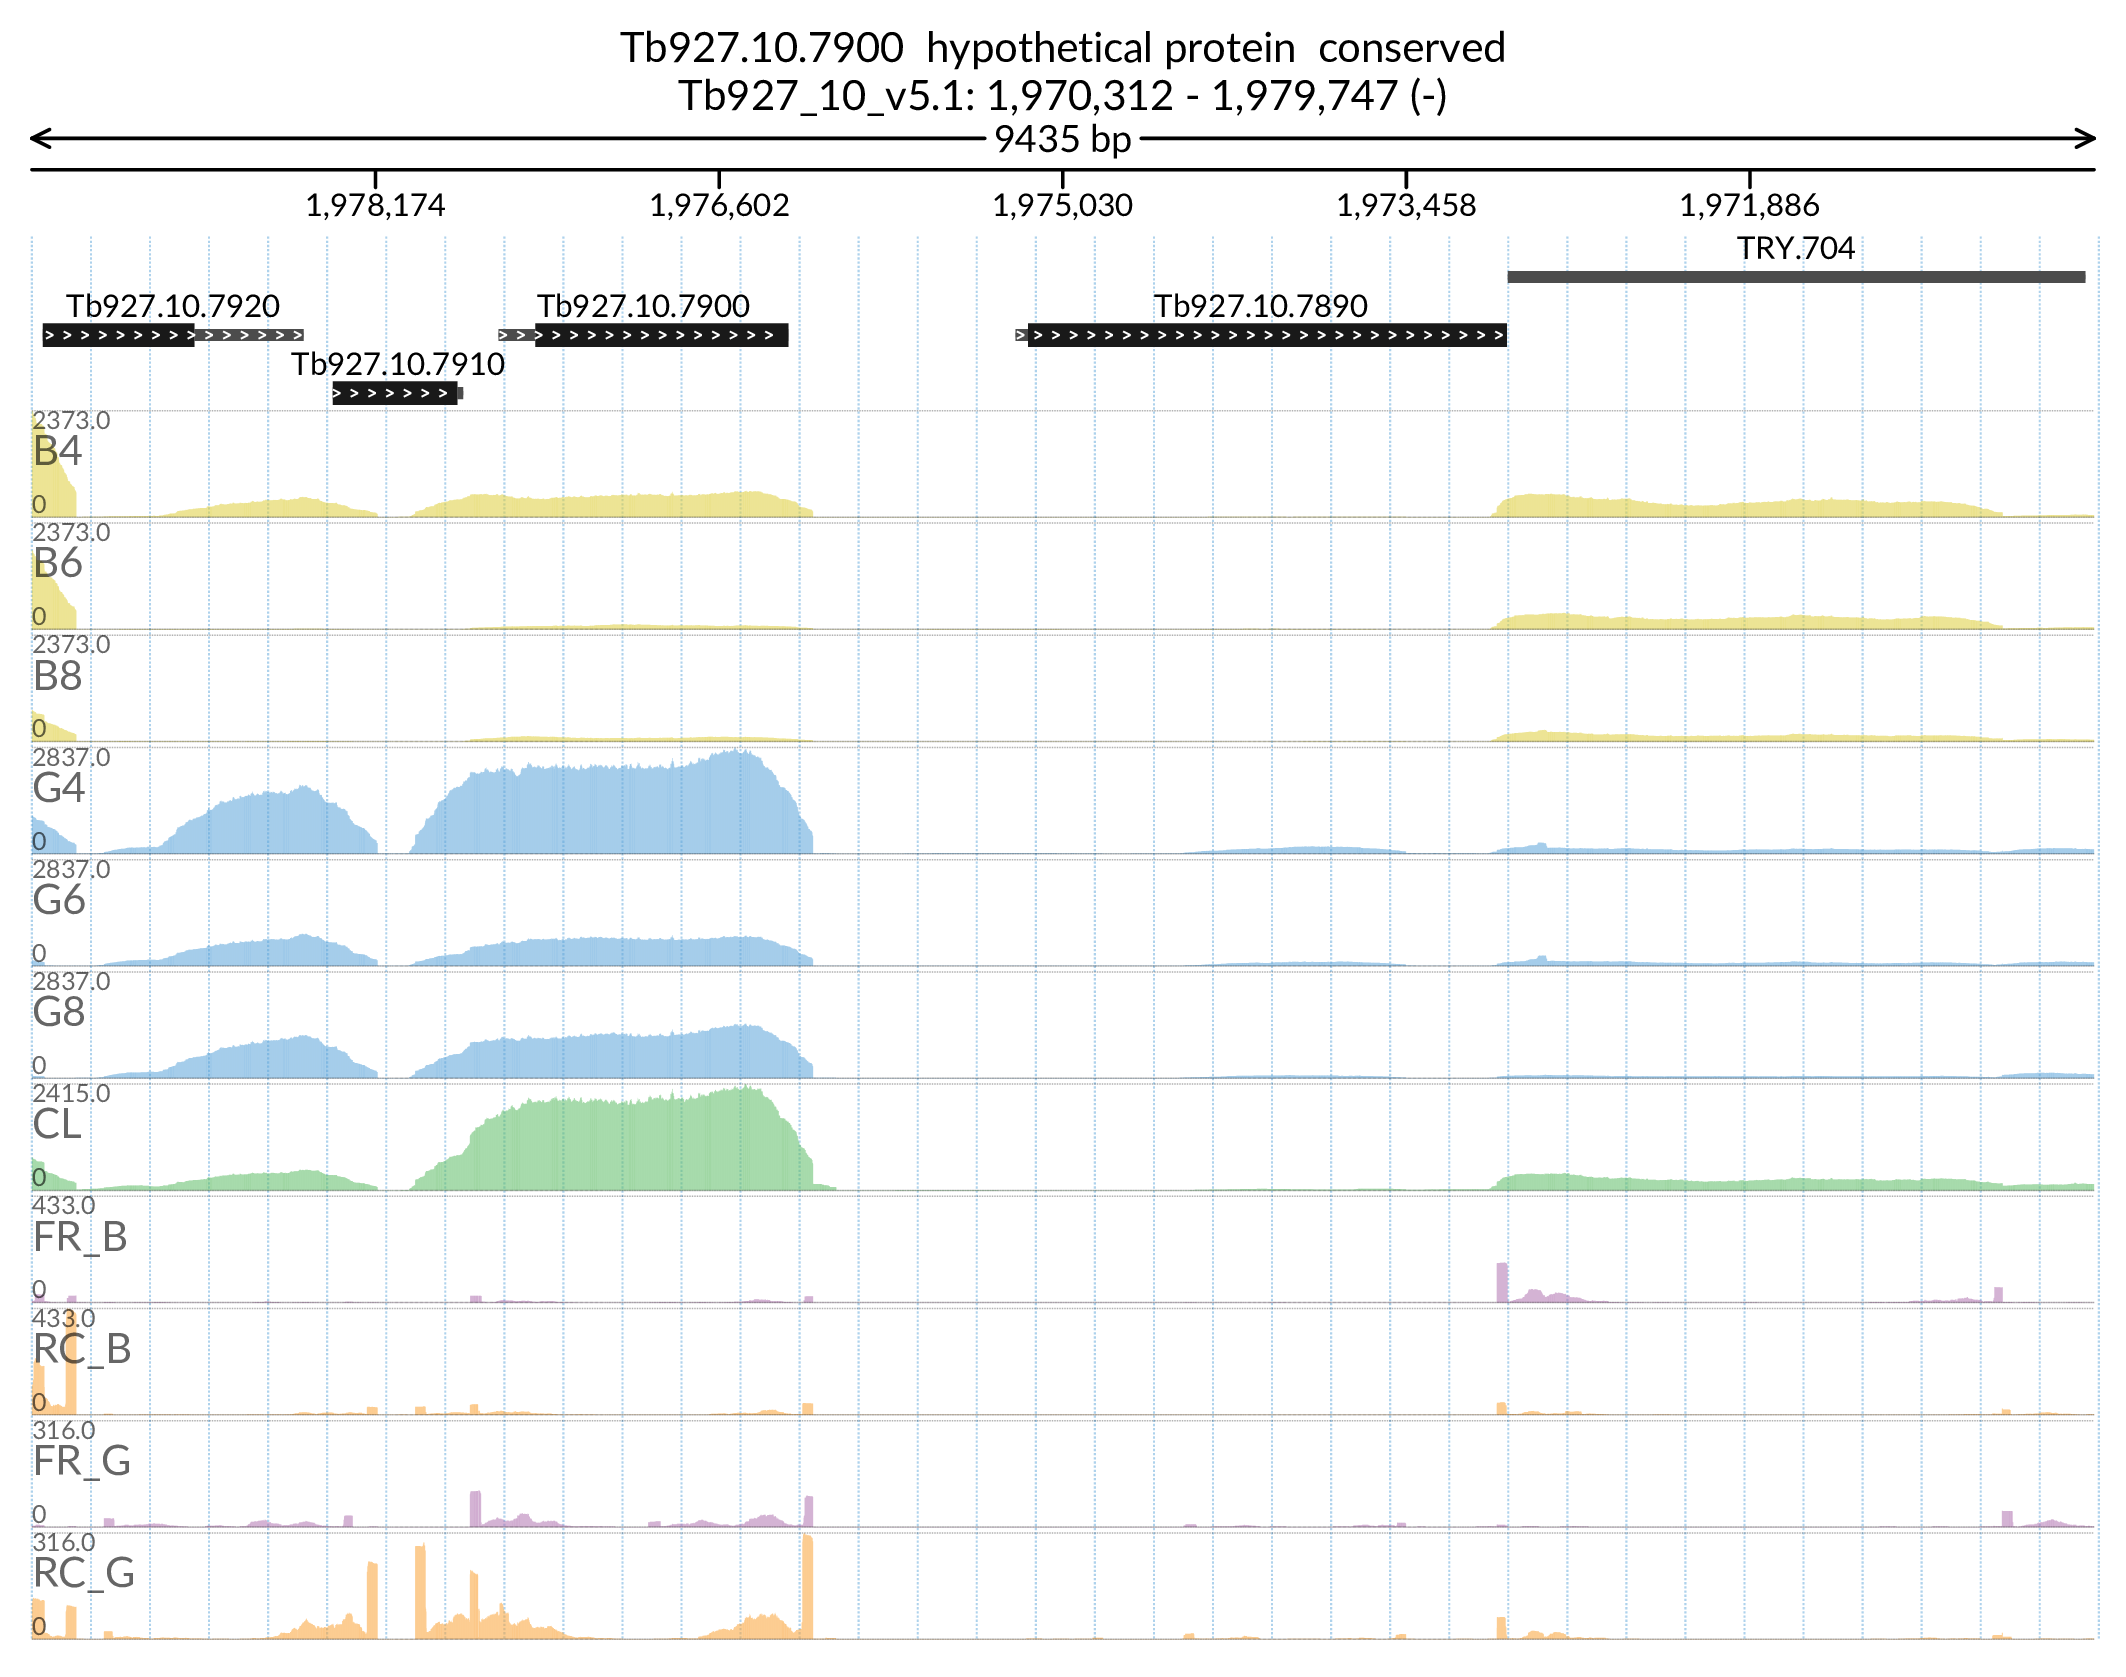 Tb927.10.7900  hypothetical protein  conserved
Tb927_10_v5.1: 1,970,312 - 1,979,747 (-)
9435 bp
1,978,174 1,976,602 1,975,030 1,973,458 1,971,886
TRY.704
Tb927.10.7920 Tb927.10.7900 Tb927.10.7890
Tb927.10.7910
2373.0
B4
0
2373.0
B6
0
2373.0
B8
0
2837.0
G4
0
2837.0
G6
0
2837.0
G8
0
2415.0
CL
0
433.0
FR_B
0
433.0
RC_B
0
316.0
FR_G
0
316.0
RC_G
0